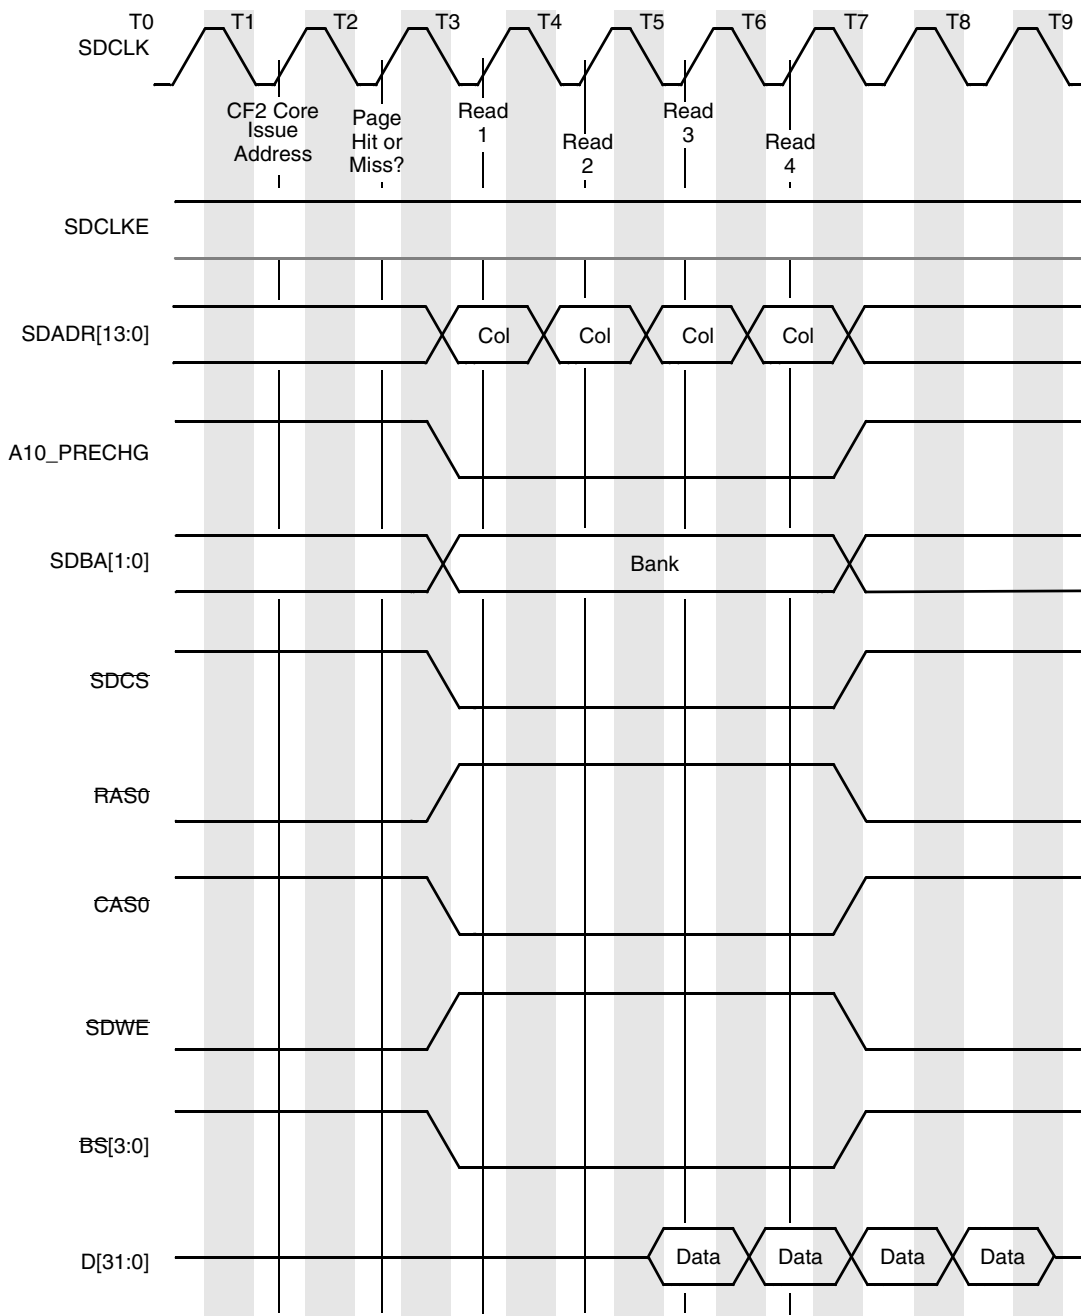 T0 T1 T2 T3 T4 T5 T6 T7 T8 T9
SDCLK
CF2 Core
Issue
Address
Page
Hit or
Miss?
Read
1
Read
2
Read
3
Read
4
SDCLKE
SDADR[13:0]
Col Col Col Col
A10_PRECHG
SDBA[1:0]
Bank
SDCS
RAS0
CAS0
SDWE
BS[3:0]
D[31:0]
Data Data Data Data